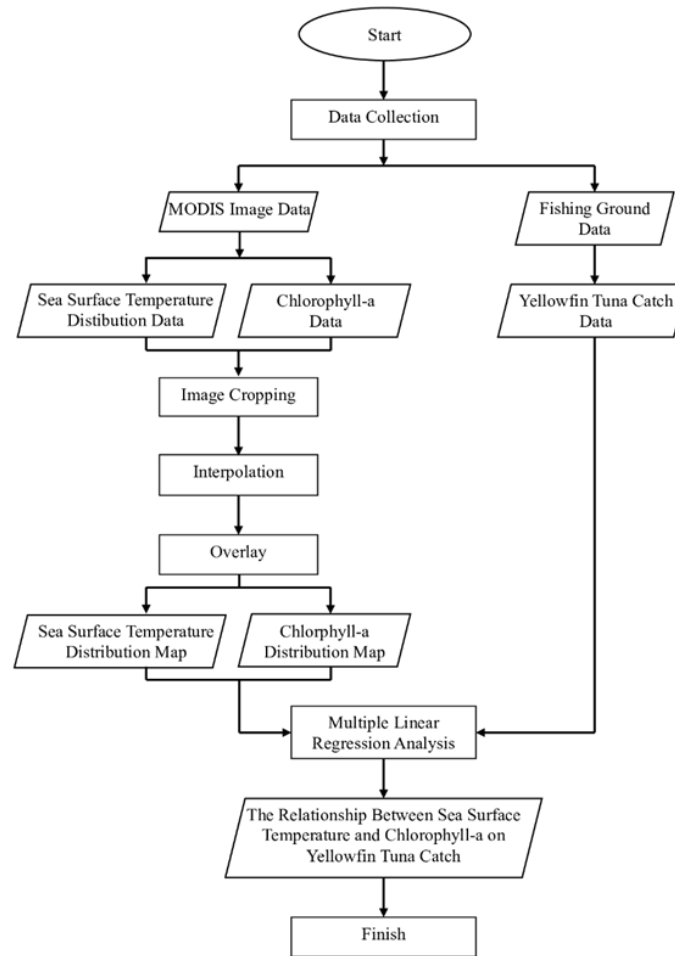 Start
Data Collection
MODIS Image Data
Fishing Ground
Data
Sea Surface Temperature
Distibution Data
Chlorophyll-a
Data
Yellowfin Tuna Catch
Data
Image Cropping
Interpolation
Overlay
Sea Surface Temperature
Distribution Map
Chlorphyll-a
Distribution Map
Multiple Linear
Regression Analysis
The Relationship Between Sea Surface
Temperature and Chlorophyll-a on
Yellowfin Tuna Catch
Finish